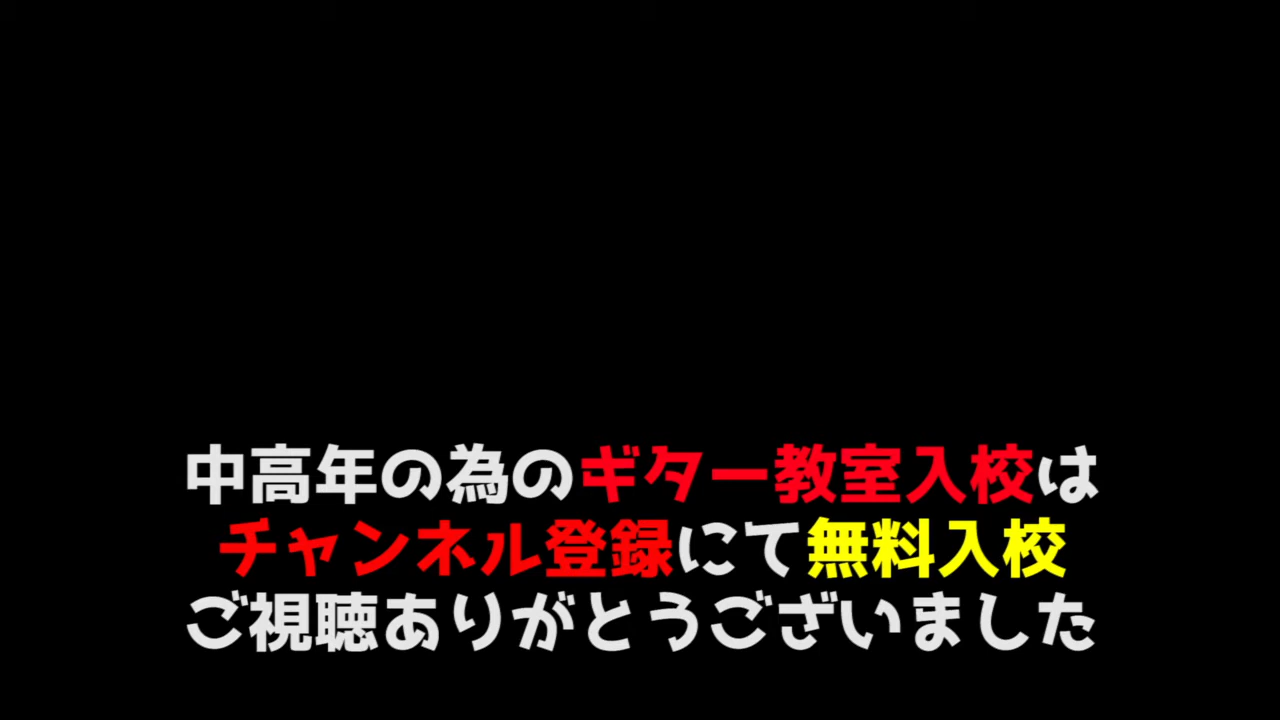 中高年の為のギター教室入校は
チャンネル登録にて無料入校
ご視聴ありがとうございました